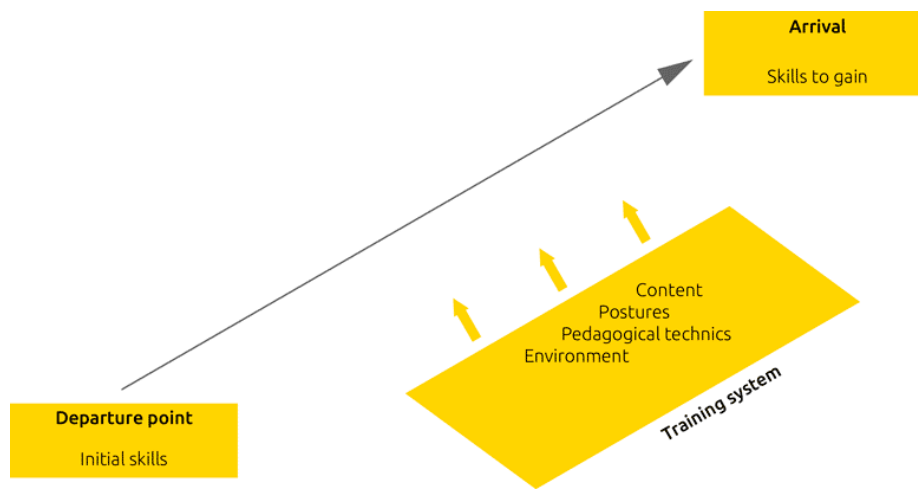 Arrival
Skills to gain
Content
Postures
Pedagogical technics
Environment
Training system
Departure point
Initial skills